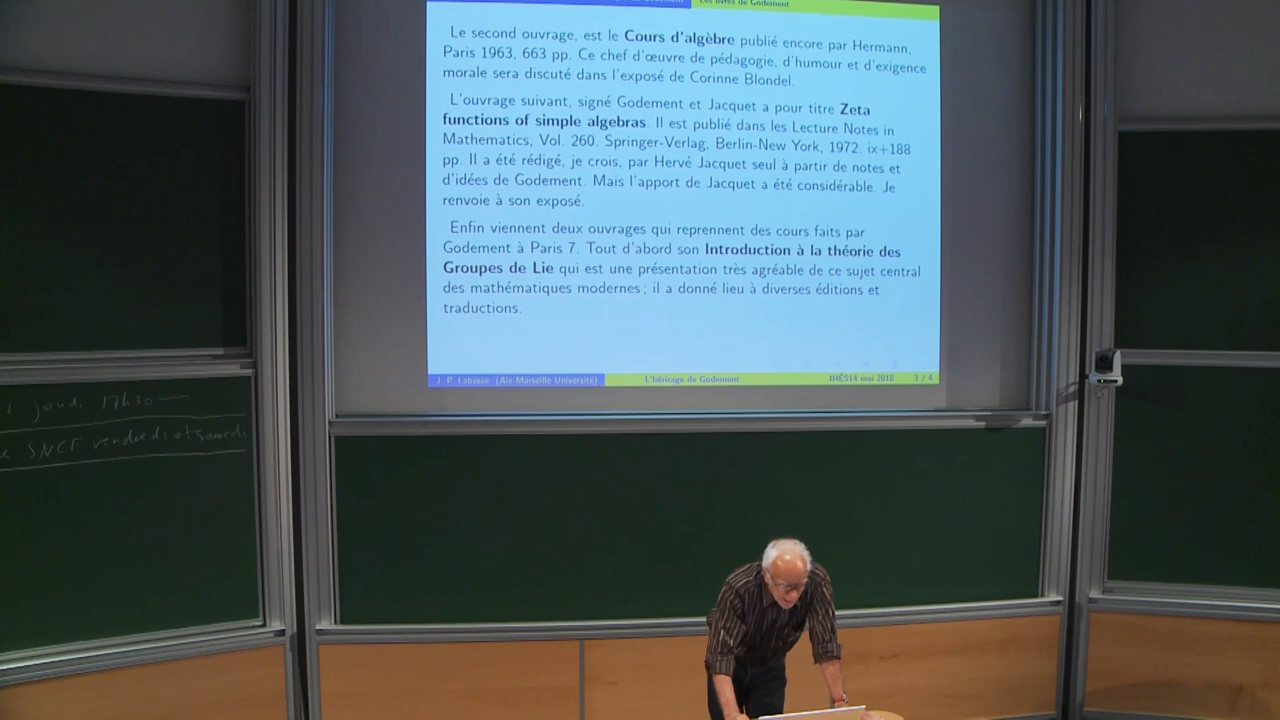 Les livres de Godement
Le second ouvrage, est le Cours d'algèbre publié encore par Hermann,
Paris 1963, 663 pp. Ce chef d'œuvre de pédagogie, d'humour et d'exigence
morale sera discuté dans l'exposé de Corinne Blondel.
L'ouvrage suivant, signé Godement et Jacquet a pour titre Zeta
functions of simple algebras. Il est publié dans les Lecture Notes in
Mathematics, Vol. 260. Springer-Verlag, Berlin-New York, 1972. ix+188
pp. Il a été rédigé, je crois, par Hervé Jacquet seul à partir de notes et
d'idées de Godement. Mais l'apport de Jacquet a été considérable. Je
renvoie à son exposé.
Enfin viennent deux ouvrages qui reprennent des cours faits par
Godement à Paris 7. Tout d'abord son Introduction à la théorie des
Groupes de Lie qui est une présentation très agréable de ce sujet central
des mathématiques modernes; il a donné lieu à diverses éditions et
traductions.
J.-P. Labesse (Aix-Marseille Université) L'héritage de Godement IHÉS14 mai 2018 3 / 4
jeudi 17h30
SNCF vendredi et samedi